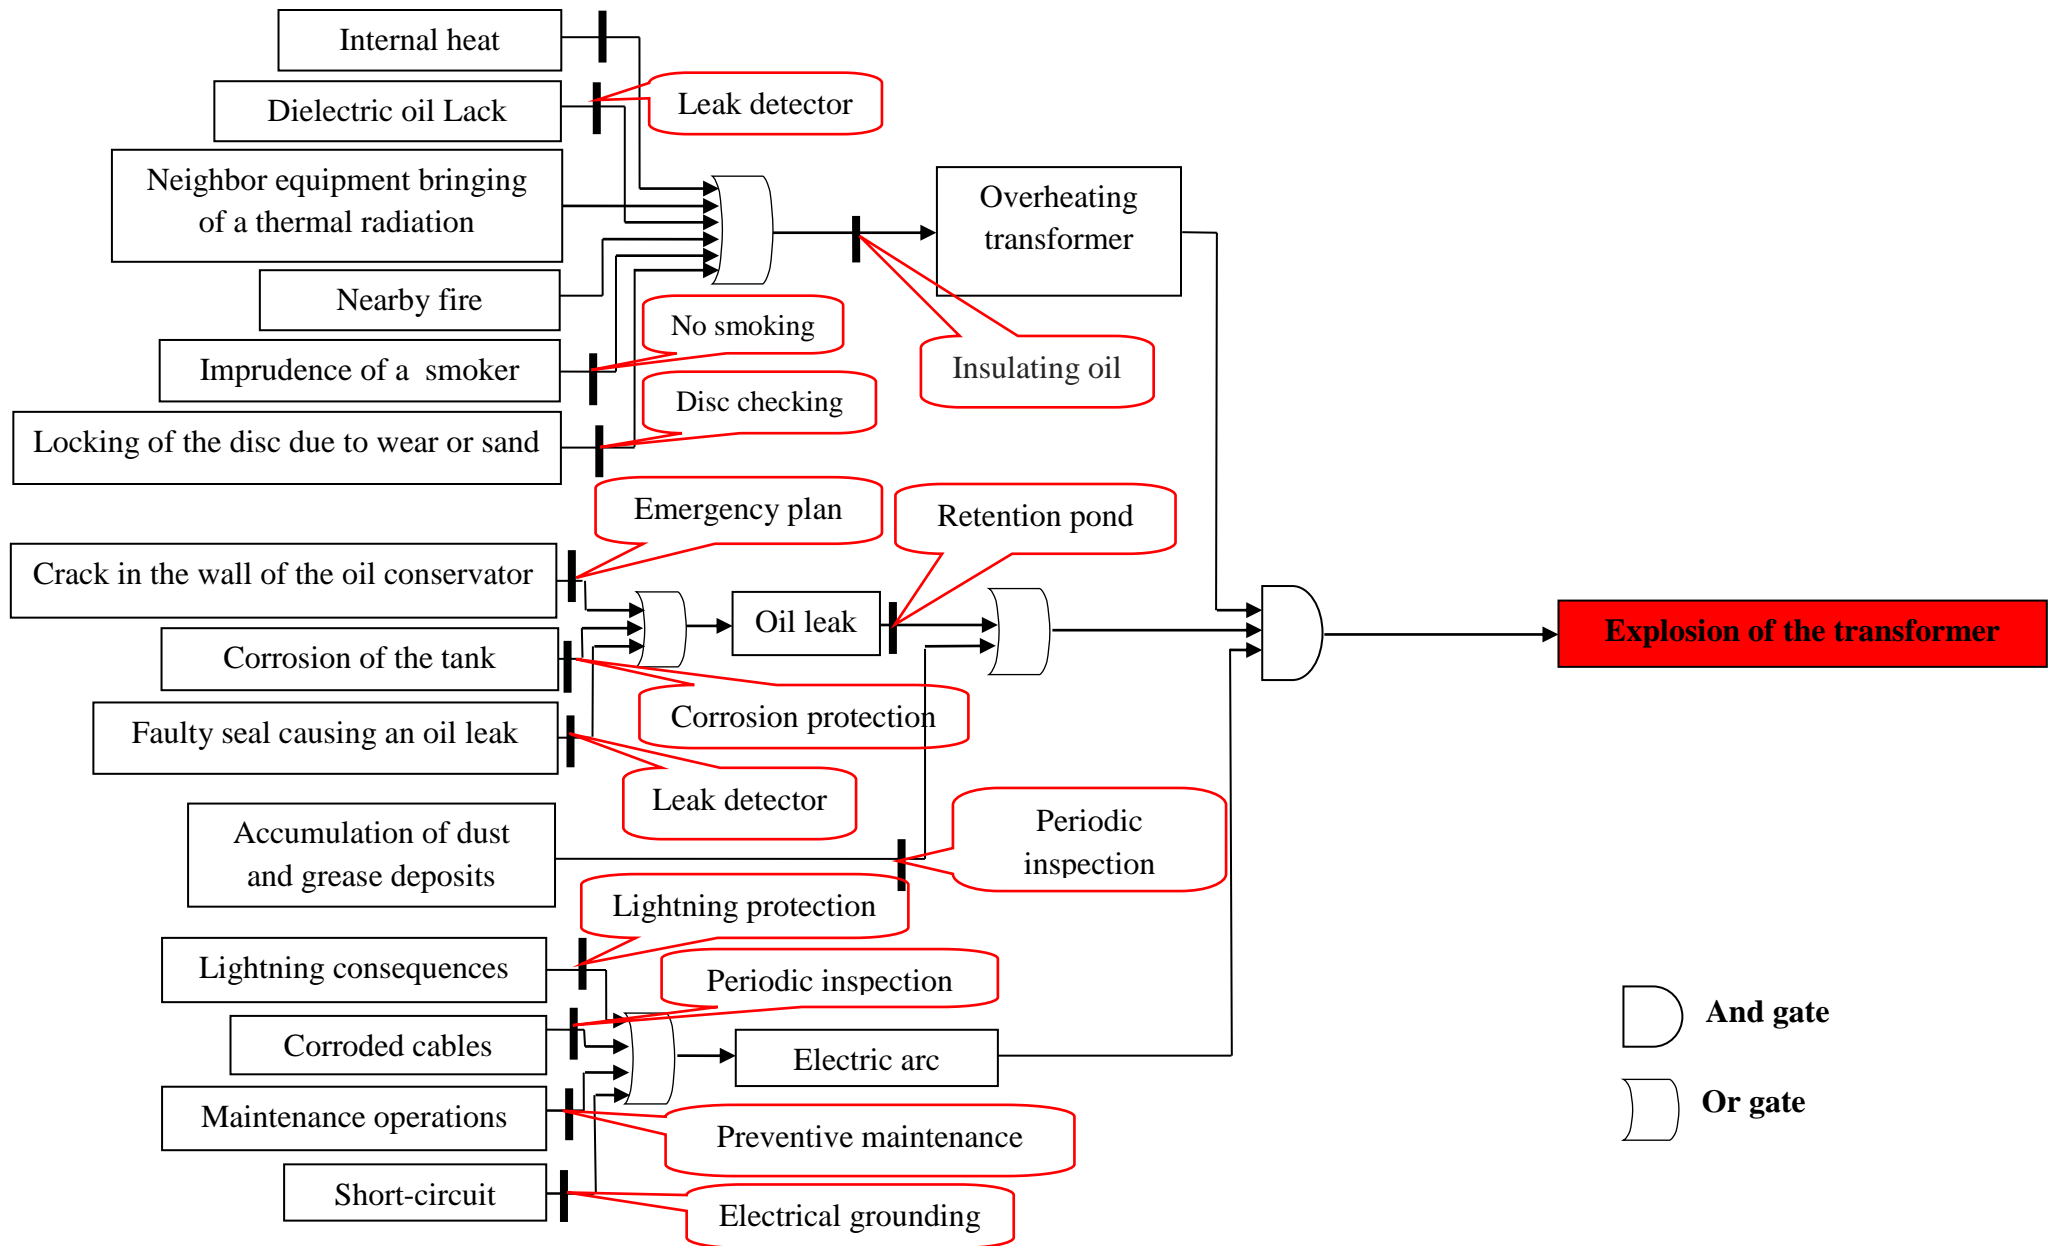 Internal heat
Dielectric oil Lack
Leak detector
Neighbor equipment bringing
of a thermal radiation
Overheating
transformer
Nearby fire
No smoking
Imprudence of a smoker
Insulating oil
Disc checking
Locking of the disc due to wear or sand
Emergency plan
Retention pond
Crack in the wall of the oil conservator
Oil leak
Explosion of the transformer
Corrosion of the tank
Corrosion protection
Faulty seal causing an oil leak
Leak detector
Accumulation of dust
and grease deposits
Periodic
inspection
Lightning protection
Lightning consequences
Periodic inspection
Corroded cables
Electric arc
And gate
Maintenance operations
Preventive maintenance
Or gate
Short-circuit
Electrical grounding